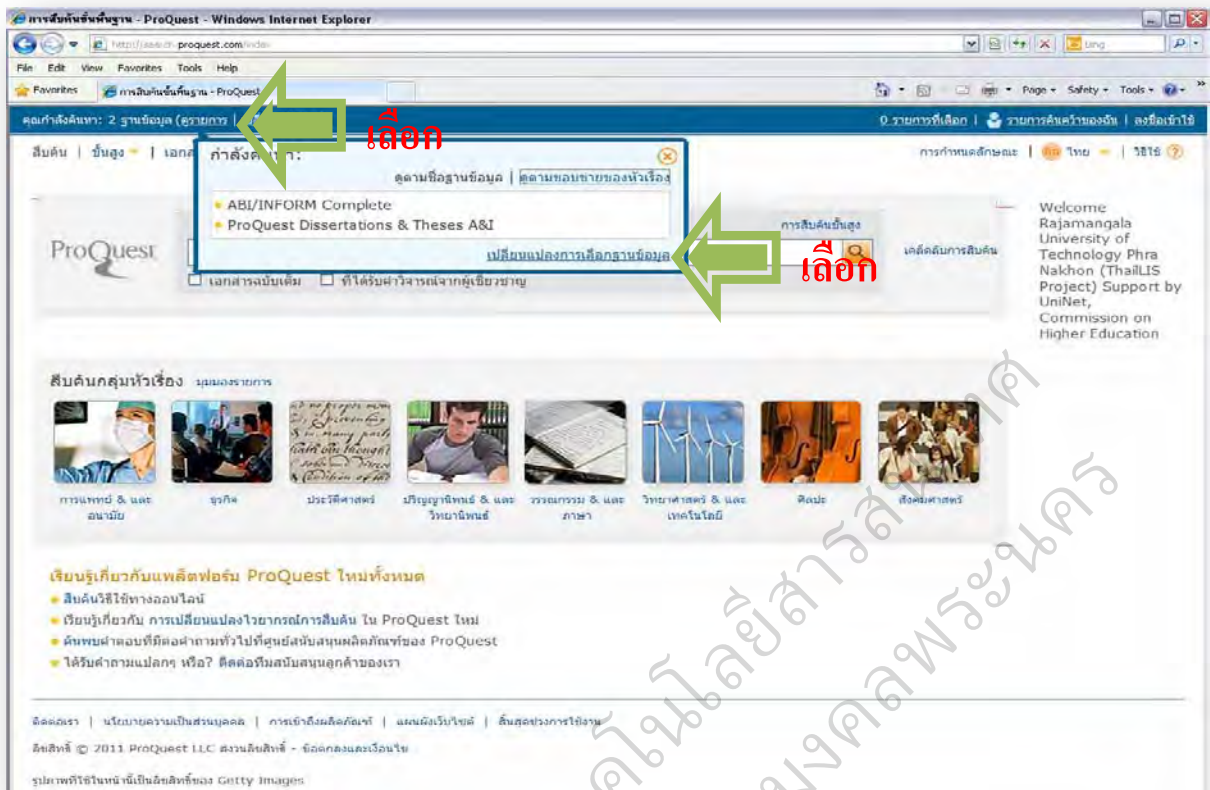 การสืบค้นขั้นพื้นฐาน - ProQuest - Windows Internet Explorer
proquest.com/index
File Edit View Favorites Tools Help
Favorites การสืบค้นขั้นพื้นฐาน - ProQuest
Page Safety Tools
คุณกำลังค้นหา: 2 ฐานข้อมูล (ดูรายการ |
0 รายการที่เลือก | รายการค้นคว้าของฉัน | ลงชื่อเข้าใช้
เลือก
สืบค้น | ขั้นสูง | เอกส
การกำหนดลักษณะ | ไทย | วิธีใช้
กำลังค้นหา:
ดูตามชื่อฐานข้อมูล | ดูตามขอบข่ายของหัวเรื่อง
ABI/INFORM Complete
ProQuest Dissertations & Theses A&I
เปลี่ยนแปลงการเลือกฐานข้อมูล
เลือก
ProQuest
การสืบค้นขั้นสูง
เคล็ดลับการสืบค้น
เอกสารฉบับเต็ม ที่ได้รับคำวิจารณ์จากผู้เชี่ยวชาญ
Welcome
Rajamangala
University of
Technology Phra
Nakhon (ThaiLIS
Project) Support by
UniNet,
Commission on
Higher Education
สืบค้นกลุ่มหัวเรื่อง มุมมองรายการ
การแพทย์ & และ
อนามัย
ธุรกิจ
ประวัติศาสตร์
ปริญญานิพนธ์ & และ
วิทยานิพนธ์
วรรณกรรม & และ
ภาษา
วิทยาศาสตร์ & และ
เทคโนโลยี
ศิลปะ
สังคมศาสตร์
เรียนรู้เกี่ยวกับแพล็ตฟอร์ม ProQuest ใหม่ทั้งหมด
สืบค้นวิธีใช้ทางออนไลน์
เรียนรู้เกี่ยวกับ การเปลี่ยนแปลงไวยากรณ์การสืบค้น ใน ProQuest ใหม่
ค้นพบคำตอบที่มีต่อคำถามทั่วไปที่ศูนย์สนับสนุนผลิตภัณฑ์ของ ProQuest
ได้รับคำถามแปลกๆ หรือ? ติดต่อทีมสนับสนุนลูกค้าของเรา
ติดต่อเรา | นโยบายความเป็นส่วนบุคคล | การเข้าถึงผลิตภัณฑ์ | แผนผังเว็บไซต์ | สิ้นสุดช่วงการใช้งาน
ลิขสิทธิ์ © 2011 ProQuest LLC สงวนลิขสิทธิ์ - ข้อตกลงและเงื่อนไข
รูปภาพที่ใช้ในหน้านี้เป็นลิขสิทธิ์ของ Getty Images